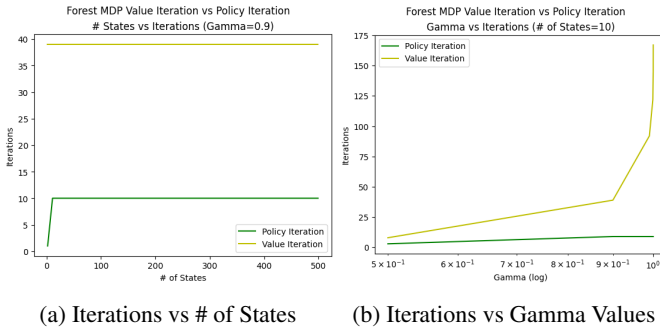 Forest MDP Value Iteration vs Policy Iteration
# States vs Iterations (Gamma=0.9)
40
35
30
25
20
15
10
5
0
Iterations
Policy Iteration
Value Iteration
0
100
200
300
400
500
# of States
(a) Iterations vs # of States
Forest MDP Value Iteration vs Policy Iteration
Gamma vs Iterations (# of States=10)
175
150
125
100
75
50
25
0
Iterations
Policy Iteration
Value Iteration
5 × 10⁻¹
6 × 10⁻¹
7 × 10⁻¹
8 × 10⁻¹
9 × 10⁻¹
10⁰
Gamma (log)
(b) Iterations vs Gamma Values